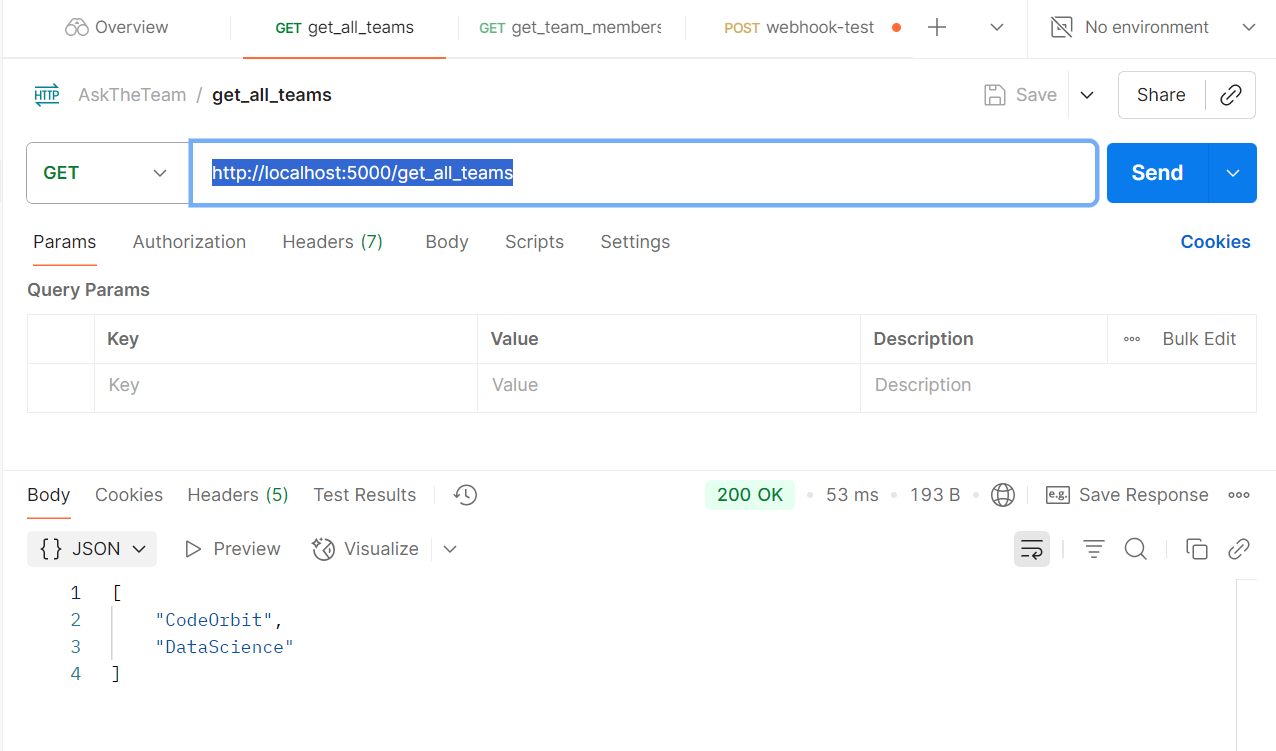 Overview GET get_all_teams GET get_team_members POST webhook-test No environment
HTTP AskTheTeam / get_all_teams Save Share
GET http://localhost:5000/get_all_teams Send
Params Authorization Headers (7) Body Scripts Settings Cookies
Query Params
Key Value Description Bulk Edit
Key Value Description
Body Cookies Headers (5) Test Results 200 OK 53 ms 193 B e.g. Save Response
{} JSON Preview Visualize
1 [
2 "CodeOrbit",
3 "DataScience"
4 ]